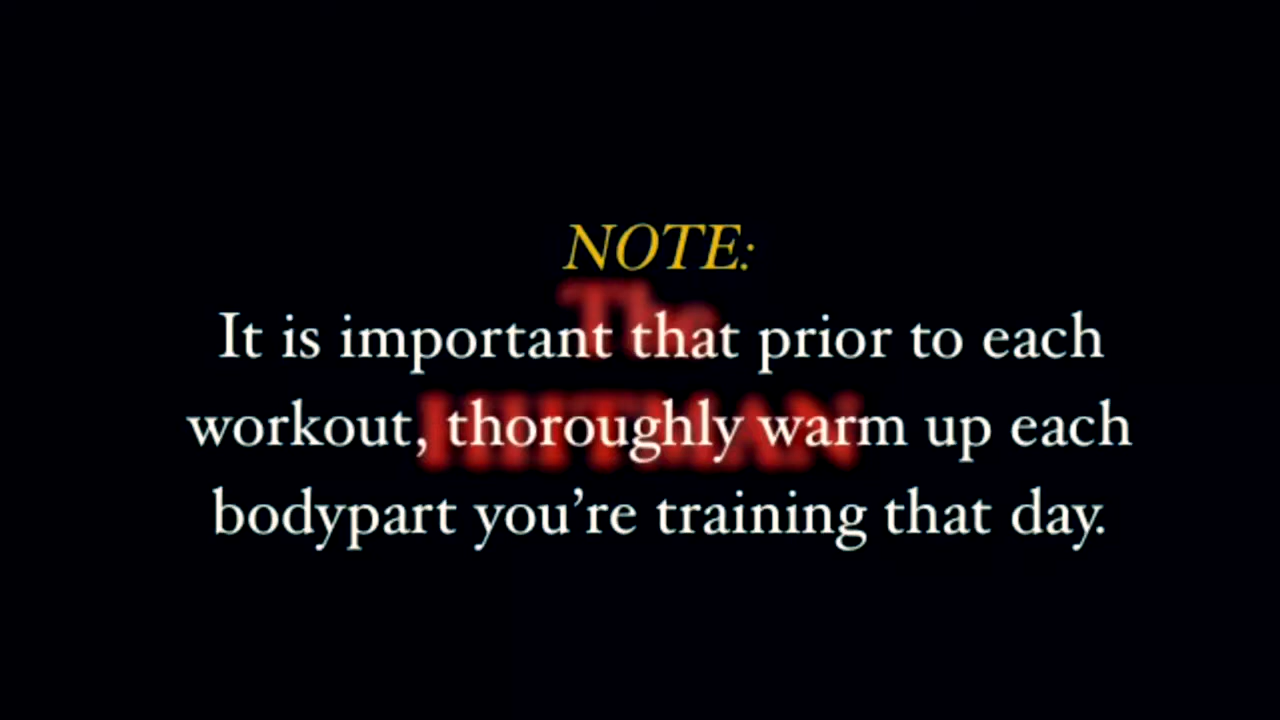 NOTE:
It is important that prior to each
workout, thoroughly warm up each
bodypart you’re training that day.
The